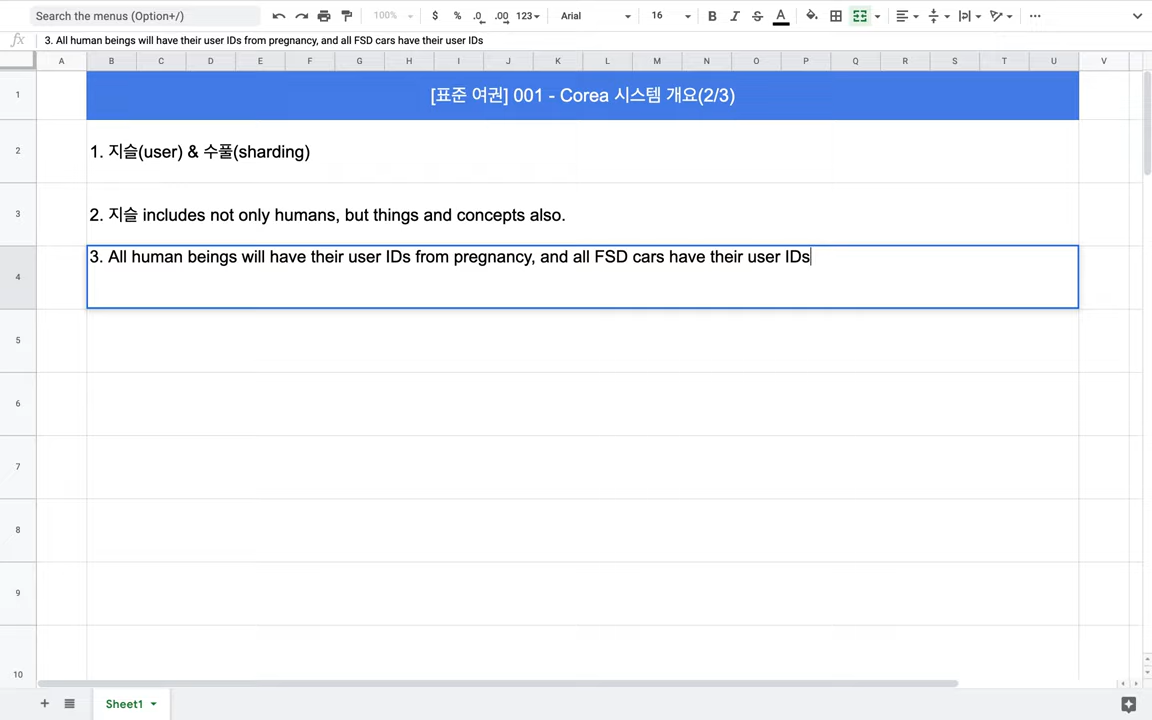 Search the menus (Option+/)
100%
$ % .0 .00 123
Arial
16
B I S A
fx 3. All human beings will have their user IDs from pregnancy, and all FSD cars have their user IDs
A B C D E F G H I J K L M N O P Q R S T U V
1 [표준 여권] 001 - Corea 시스템 개요(2/3)
2 1. 지슬(user) & 수풀(sharding)
3 2. 지슬 includes not only humans, but things and concepts also.
4 3. All human beings will have their user IDs from pregnancy, and all FSD cars have their user IDs
5
6
7
8
9
10
Sheet1